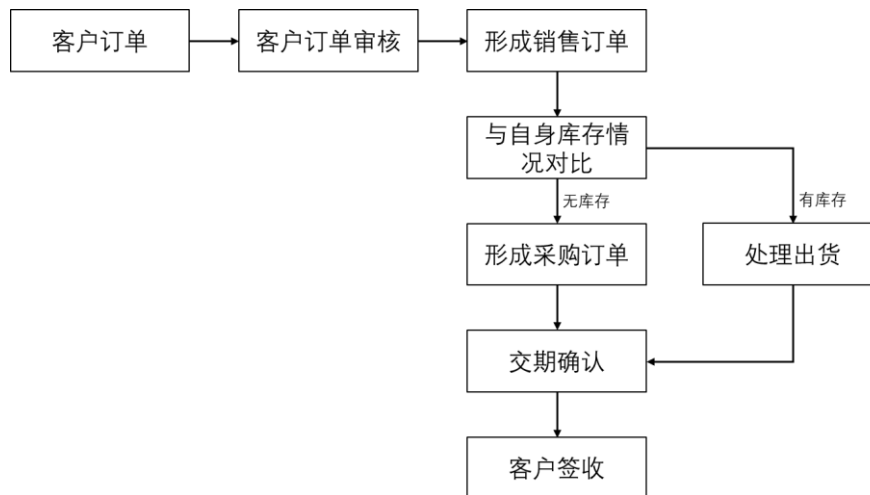 客户订单
客户订单审核
形成销售订单
与自身库存情
况对比
无库存
有库存
形成采购订单
处理出货
交期确认
客户签收